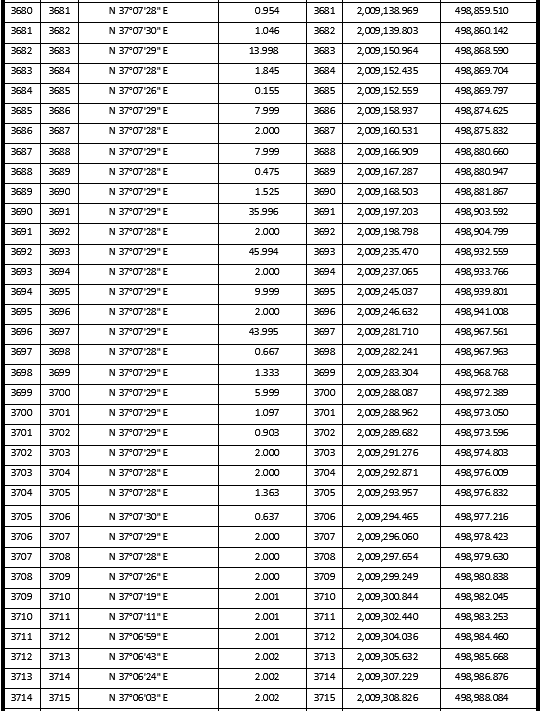 3680 3681 N 37°07'28" E 0.954 3681 2,009,138.969 498,859.510
3681 3682 N 37°07'30" E 1.046 3682 2,009,139.803 498,860.142
3682 3683 N 37°07'29" E 13.998 3683 2,009,150.964 498,868.590
3683 3684 N 37°07'28" E 1.845 3684 2,009,152.435 498,869.704
3684 3685 N 37°07'26" E 0.155 3685 2,009,152.559 498,869.797
3685 3686 N 37°07'29" E 7.999 3686 2,009,158.937 498,874.625
3686 3687 N 37°07'28" E 2.000 3687 2,009,160.531 498,875.832
3687 3688 N 37°07'29" E 7.999 3688 2,009,166.909 498,880.660
3688 3689 N 37°07'28" E 0.475 3689 2,009,167.287 498,880.947
3689 3690 N 37°07'29" E 1.525 3690 2,009,168.503 498,881.867
3690 3691 N 37°07'29" E 35.996 3691 2,009,197.203 498,903.592
3691 3692 N 37°07'28" E 2.000 3692 2,009,198.798 498,904.799
3692 3693 N 37°07'29" E 45.994 3693 2,009,235.470 498,932.559
3693 3694 N 37°07'28" E 2.000 3694 2,009,237.065 498,933.766
3694 3695 N 37°07'29" E 9.999 3695 2,009,245.037 498,939.801
3695 3696 N 37°07'28" E 2.000 3696 2,009,246.632 498,941.008
3696 3697 N 37°07'29" E 43.995 3697 2,009,281.710 498,967.561
3697 3698 N 37°07'28" E 0.667 3698 2,009,282.241 498,967.963
3698 3699 N 37°07'29" E 1.333 3699 2,009,283.304 498,968.768
3699 3700 N 37°07'29" E 5.999 3700 2,009,288.087 498,972.389
3700 3701 N 37°07'29" E 1.097 3701 2,009,288.962 498,973.050
3701 3702 N 37°07'29" E 0.903 3702 2,009,289.682 498,973.596
3702 3703 N 37°07'29" E 2.000 3703 2,009,291.276 498,974.803
3703 3704 N 37°07'28" E 2.000 3704 2,009,292.871 498,976.009
3704 3705 N 37°07'28" E 1.363 3705 2,009,293.957 498,976.832
3705 3706 N 37°07'30" E 0.637 3706 2,009,294.465 498,977.216
3706 3707 N 37°07'29" E 2.000 3707 2,009,296.060 498,978.423
3707 3708 N 37°07'28" E 2.000 3708 2,009,297.654 498,979.630
3708 3709 N 37°07'26" E 2.000 3709 2,009,299.249 498,980.838
3709 3710 N 37°07'19" E 2.001 3710 2,009,300.844 498,982.045
3710 3711 N 37°07'11" E 2.001 3711 2,009,302.440 498,983.253
3711 3712 N 37°06'59" E 2.001 3712 2,009,304.036 498,984.460
3712 3713 N 37°06'43" E 2.002 3713 2,009,305.632 498,985.668
3713 3714 N 37°06'24" E 2.002 3714 2,009,307.229 498,986.876
3714 3715 N 37°06'03" E 2.002 3715 2,009,308.826 498,988.084